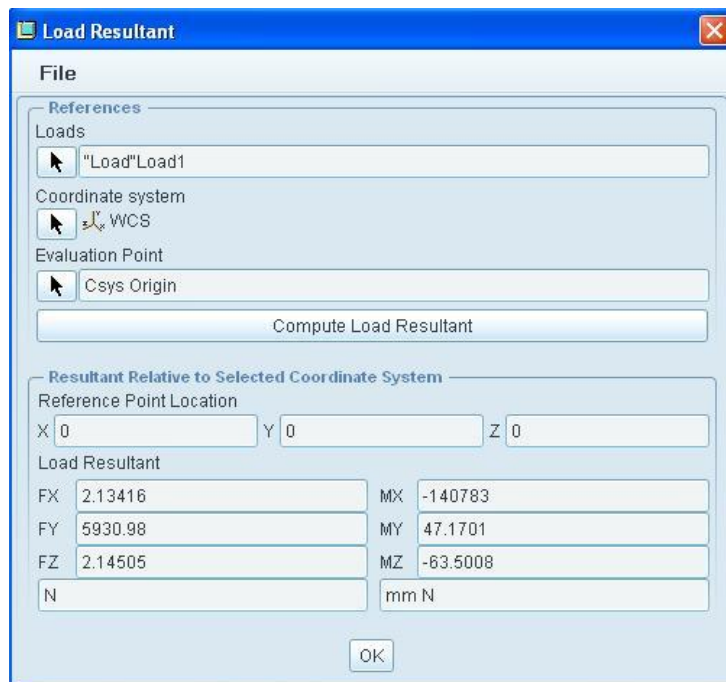 Load Resultant
File
References
Loads
"Load"Load1
Coordinate system
WCS
Evaluation Point
Csys Origin
Compute Load Resultant
Resultant Relative to Selected Coordinate System
Reference Point Location
X 0 Y 0 Z 0
Load Resultant
FX 2.13416 MX -140783
FY 5930.98 MY 47.1701
FZ 2.14505 MZ -63.5008
N mm N
OK